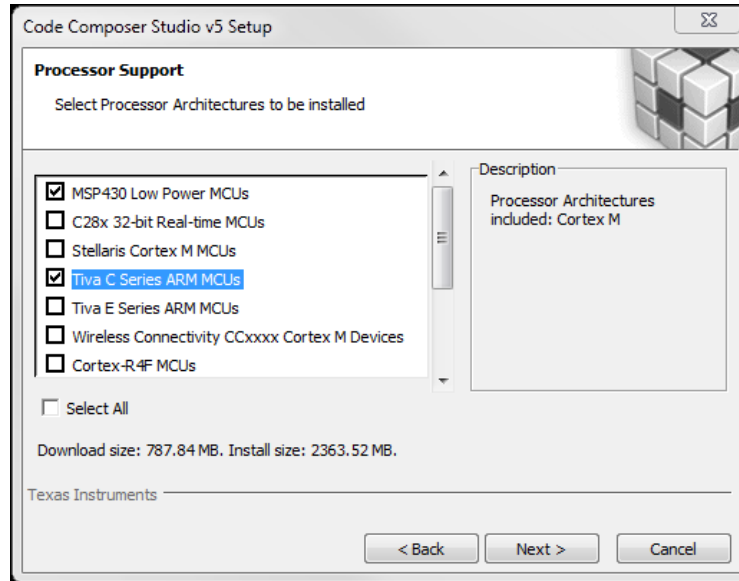 Code Composer Studio v5 Setup
Processor Support
Select Processor Architectures to be installed
MSP430 Low Power MCUs
C28x 32-bit Real-time MCUs
Stellaris Cortex M MCUs
Tiva C Series ARM MCUs
Tiva E Series ARM MCUs
Wireless Connectivity CCxxxx Cortex M Devices
Cortex-R4F MCUs
Description
Processor Architectures
included: Cortex M
Select All
Download size: 787.84 MB. Install size: 2363.52 MB.
Texas Instruments
< Back
Next >
Cancel